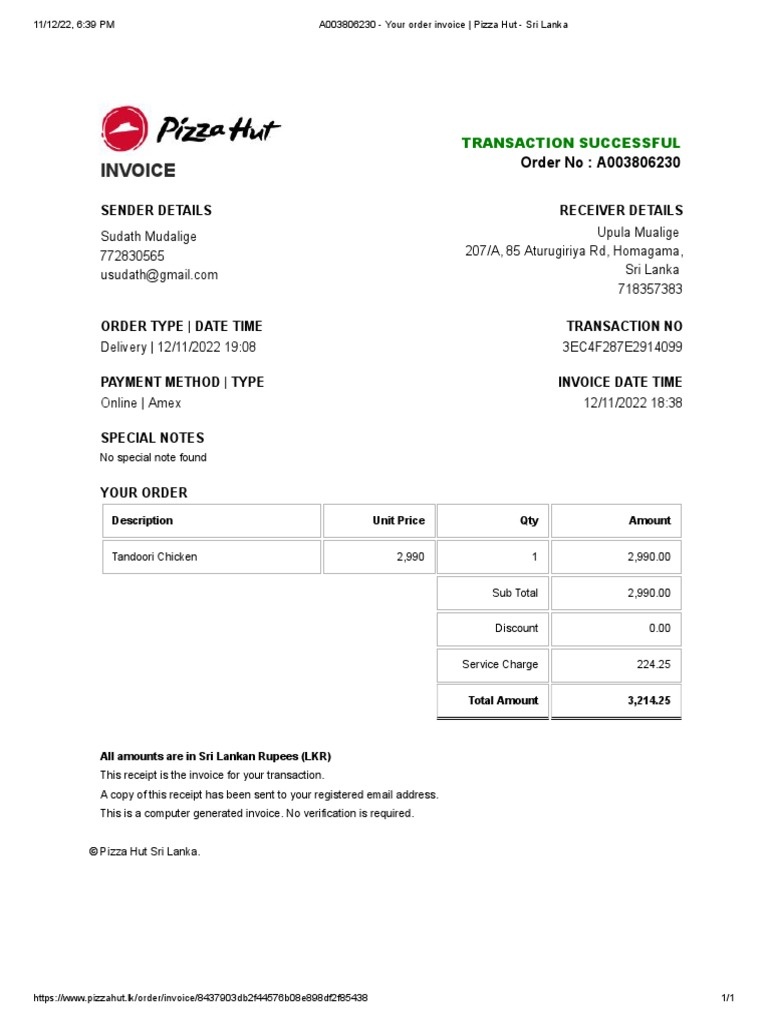 11/12/22, 6:39 PM A003806230 - Your order invoice | Pizza Hut - Sri Lanka
Pizza Hut
INVOICE
TRANSACTION SUCCESSFUL
Order No : A003806230
SENDER DETAILS
Sudath Mudalige
772830565
usudath@gmail.com
RECEIVER DETAILS
Upula Mualige
207/A, 85 Aturugiriya Rd, Homagama,
Sri Lanka
718357383
ORDER TYPE | DATE TIME
Delivery | 12/11/2022 19:08
TRANSACTION NO
3EC4F287E2914099
PAYMENT METHOD | TYPE
Online | Amex
INVOICE DATE TIME
12/11/2022 18:38
SPECIAL NOTES
No special note found
YOUR ORDER
Description Unit Price Qty Amount
Tandoori Chicken 2,990 1 2,990.00
Sub Total 2,990.00
Discount 0.00
Service Charge 224.25
Total Amount 3,214.25
All amounts are in Sri Lankan Rupees (LKR)
This receipt is the invoice for your transaction.
A copy of this receipt has been sent to your registered email address.
This is a computer generated invoice. No verification is required.
© Pizza Hut Sri Lanka.
https://www.pizzahut.lk/order/invoice/8437903db2f44576b08e898df2f85438 1/1